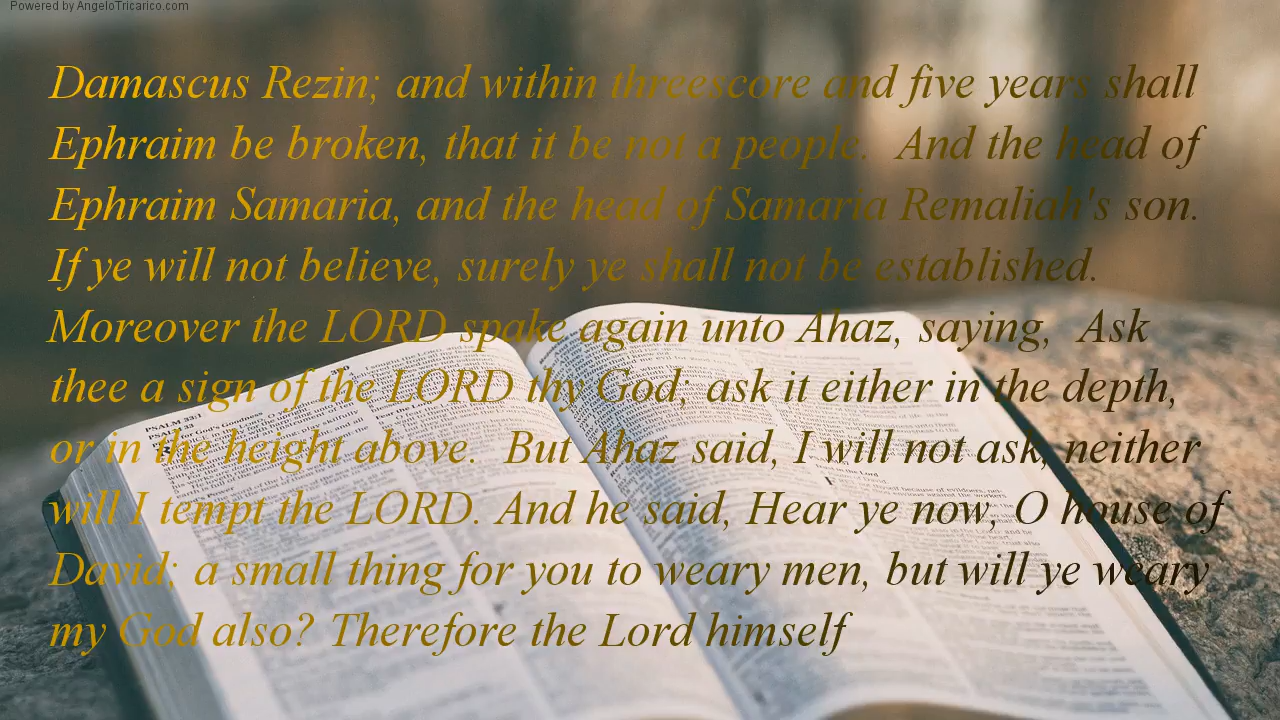 Powered by AngeloTricarico.com
Damascus Rezin; and within threescore and five years shall
Ephraim be broken, that it be not a people. And the head of
Ephraim Samaria, and the head of Samaria Remaliah's son.
If ye will not believe, surely ye shall not be established.
Moreover the LORD spake again unto Ahaz, saying, Ask
thee a sign of the LORD thy God; ask it either in the depth,
or in the height above. But Ahaz said, I will not ask, neither
will I tempt the LORD. And he said, Hear ye now, O house of
David; a small thing for you to weary men, but will ye weary
my God also? Therefore the Lord himself